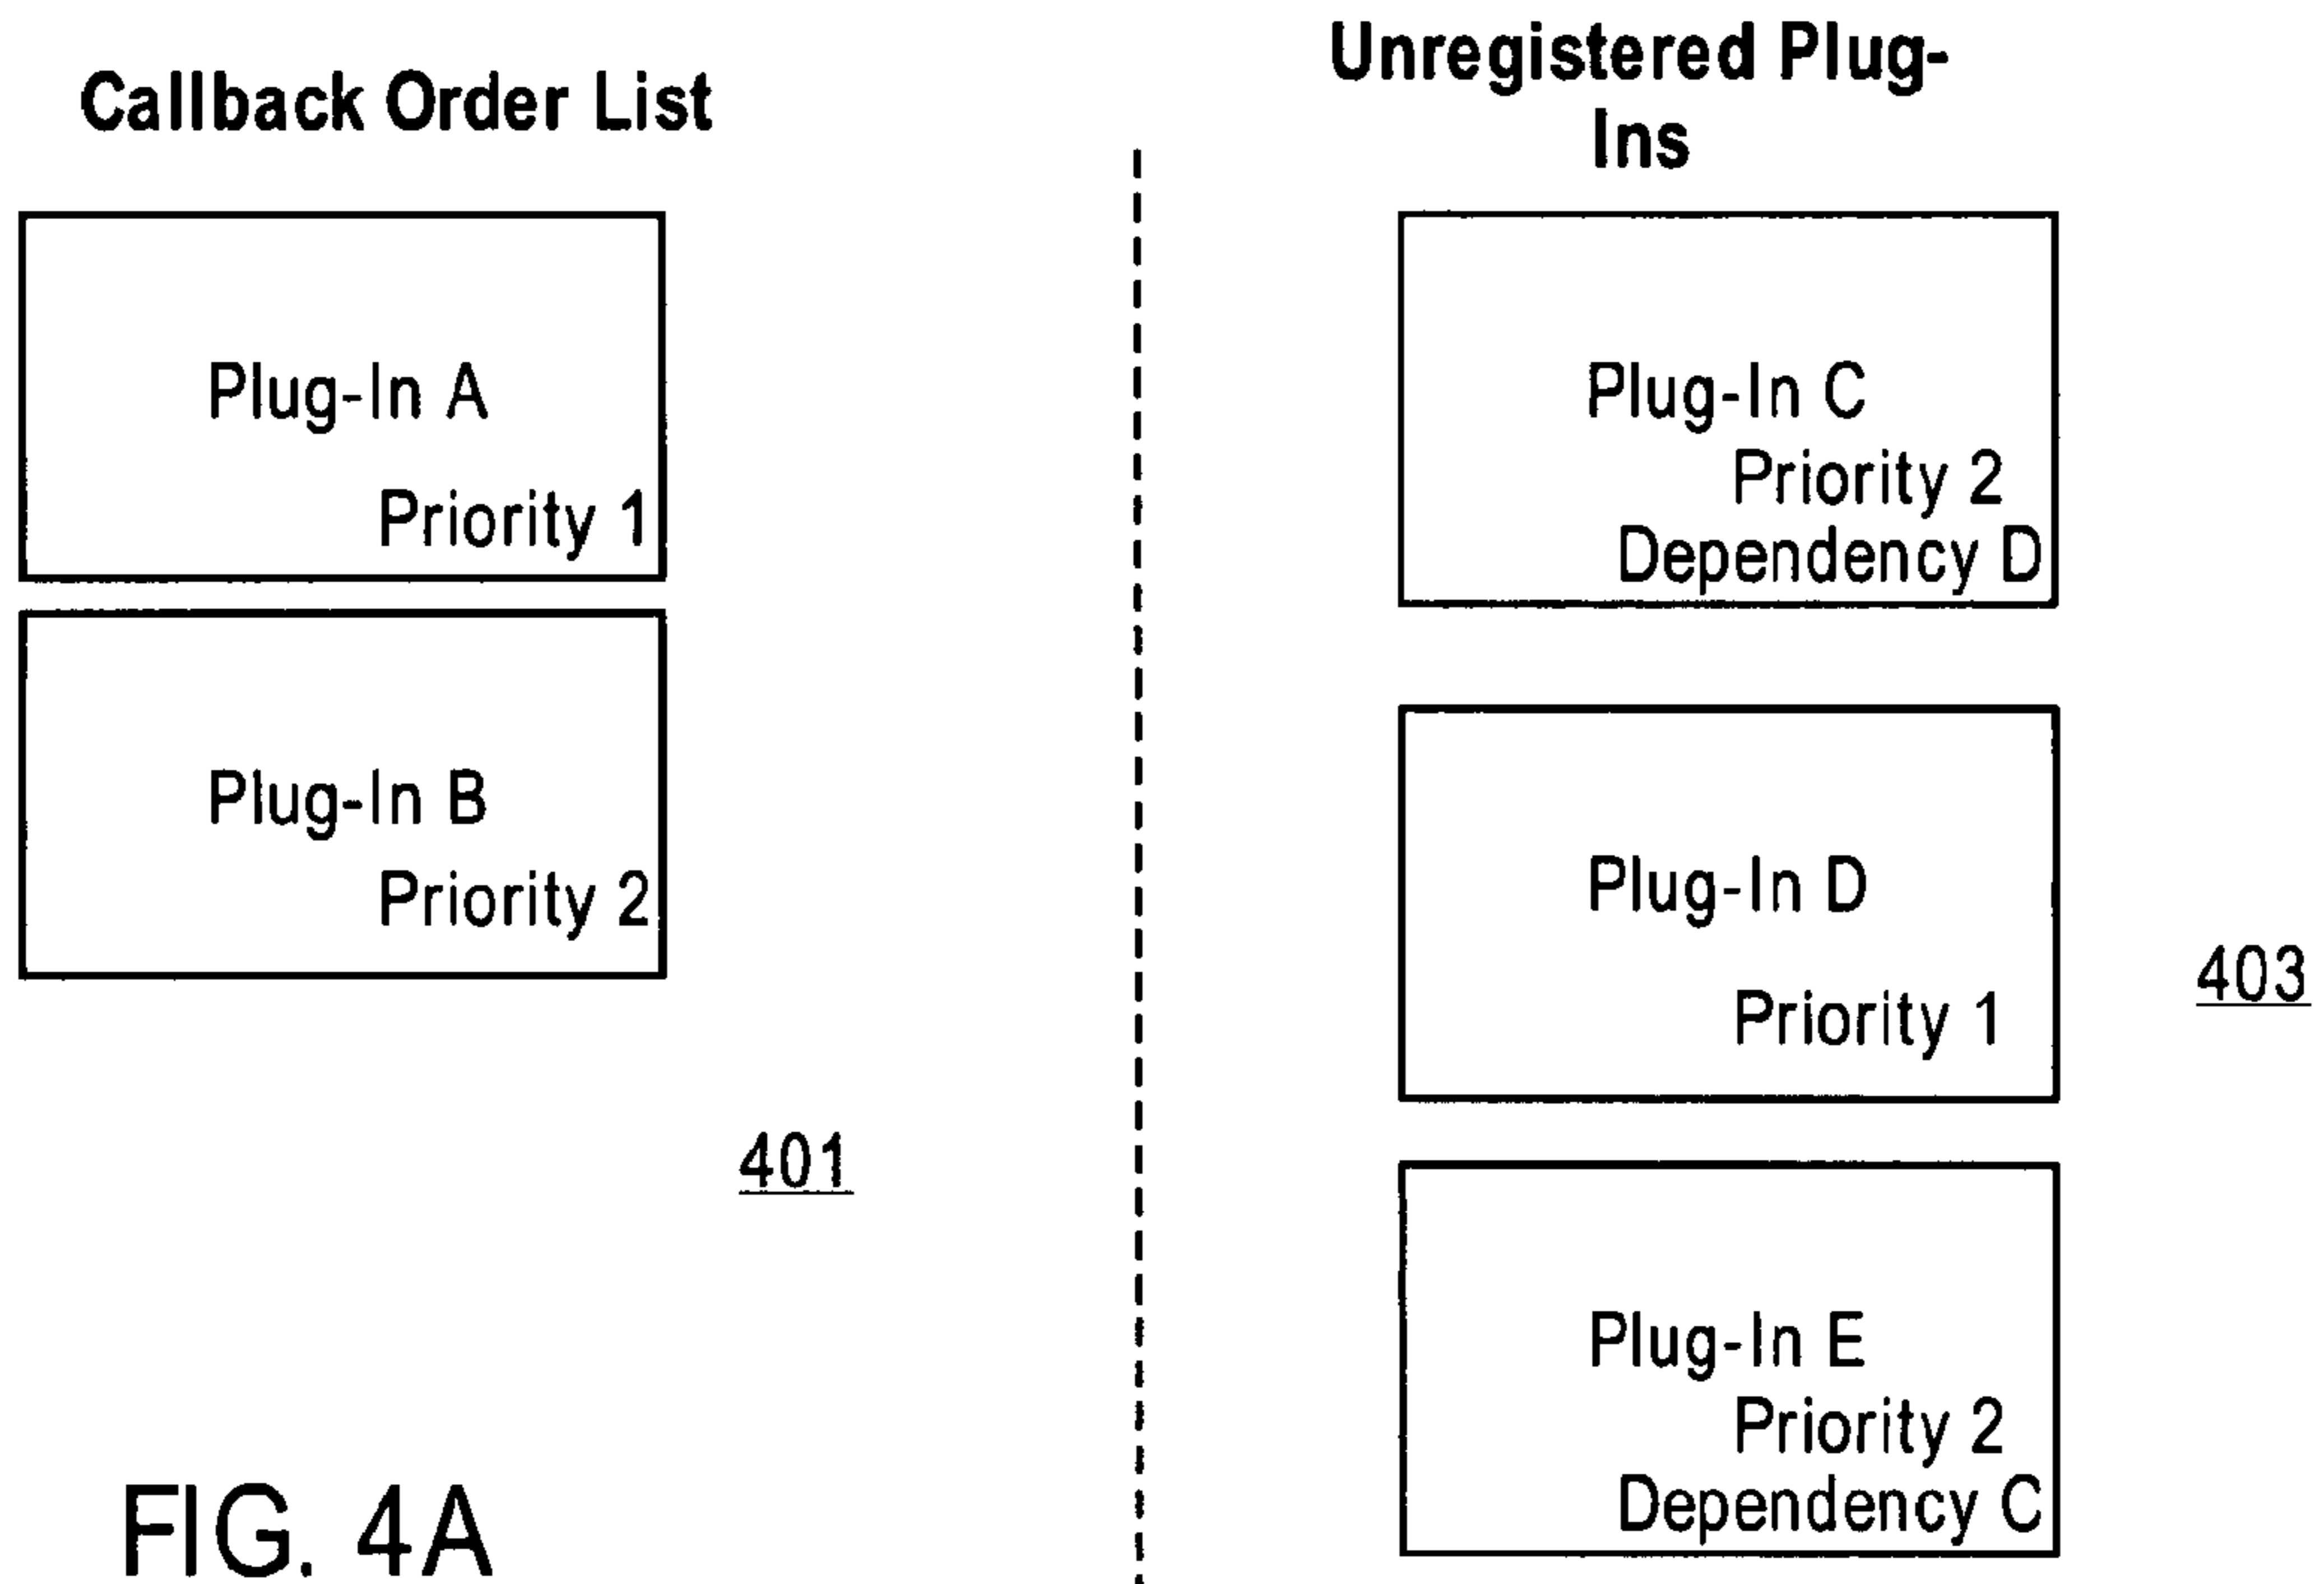 Callback Order List
Plug-In A
Priority 1
Plug-In B
Priority 2
401
FIG. 4A
Unregistered Plug-
Ins
Plug-In C
Priority 2
Dependency D
Plug-In D
Priority 1
403
Plug-In E
Priority 2
Dependency C